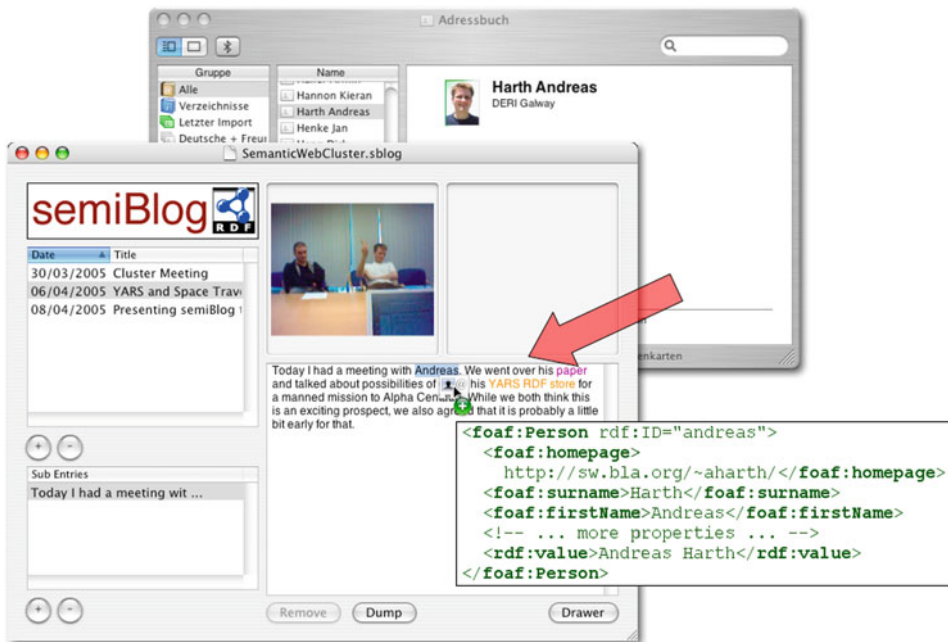 Adressbuch
Gruppe
Name
Alle
Verzeichnisse
Letzter Import
Deutsche + Freu
Hannon Kieran
Harth Andreas
Henke Jan
Harth Andreas
DERI Galway
enkarten
SemanticWebCluster.sblog
semiBlog
RDF
Date Title
30/03/2005 Cluster Meeting
06/04/2005 YARS and Space Trav
08/04/2005 Presenting semiBlog
Sub Entries
Today I had a meeting wit ...
Today I had a meeting with Andreas. We went over his paper
and talked about possibilities of @ his YARS RDF store for
a manned mission to Alpha While we both think this
is an exciting prospect, we also that it is probably a little
bit early for that.
Remove Dump Drawer
<foaf:Person rdf:ID="andreas">
<foaf:homepage>
http://sw.bla.org/~aharth/</foaf:homepage>
<foaf:surname>Harth</foaf:surname>
<foaf:firstName>Andreas</foaf:firstName>
<!-- ... more properties ... -->
<rdf:value>Andreas Harth</rdf:value>
</foaf:Person>